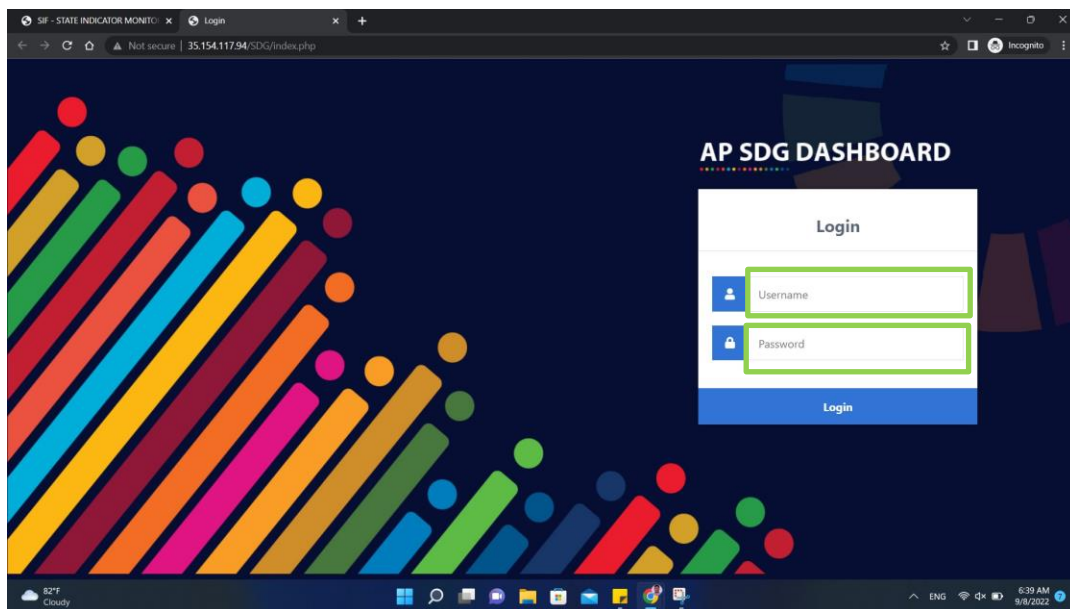 SIF - STATE INDICATOR MONITO
Login
Not secure | 35.154.117.94/SDG/index.php
Incognito
AP SDG DASHBOARD
Login
Username
Password
Login
82°F
Cloudy
ENG
6:39 AM
9/8/2022
7